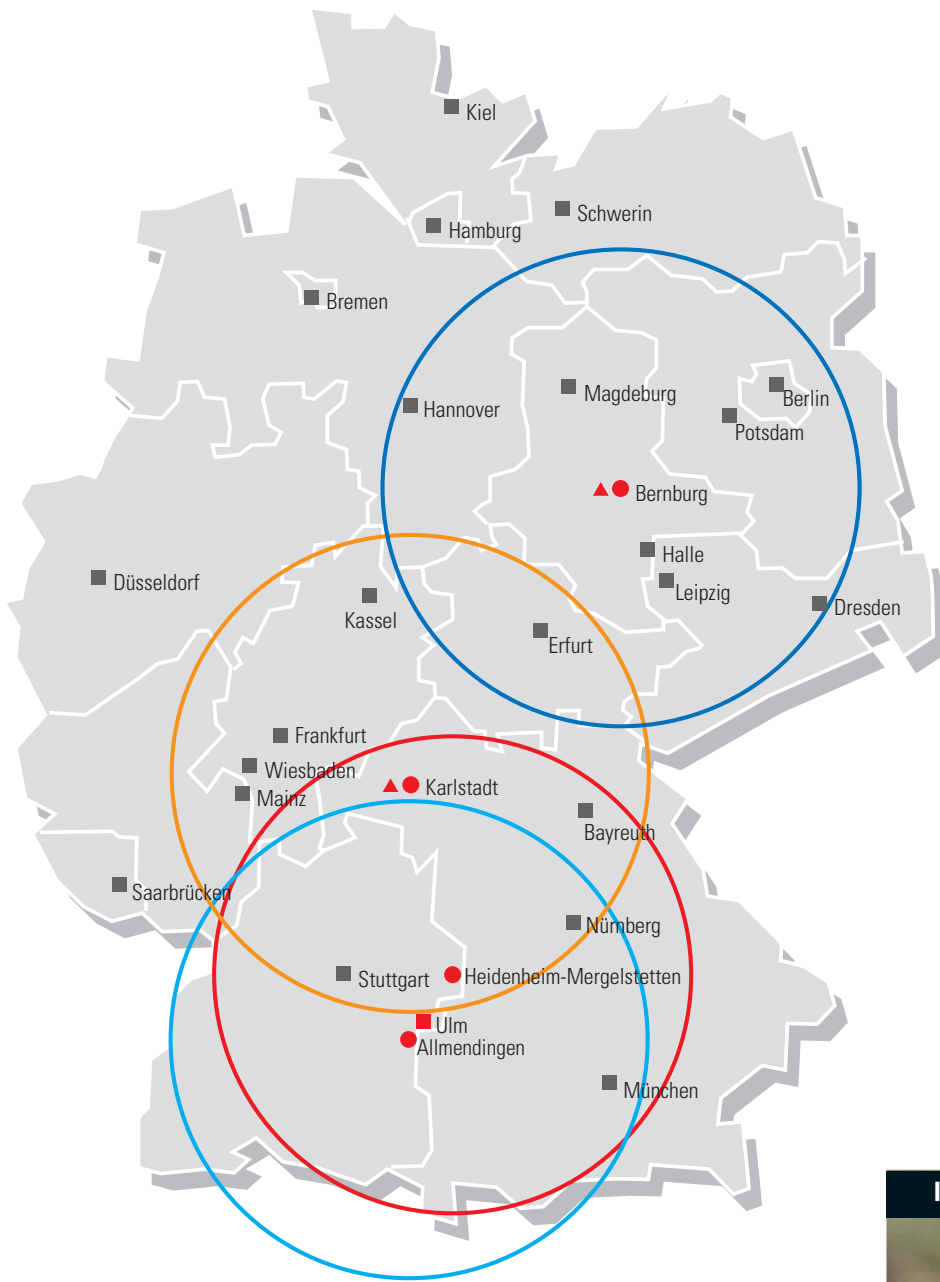 Kiel
Schwerin
Hamburg
Bremen
Magdeburg
Berlin
Hannover
Potsdam
Bernburg
Halle
Düsseldorf
Leipzig
Dresden
Kassel
Erfurt
Frankfurt
Wiesbaden
Karlstadt
Mainz
Bayreuth
Saarbrücken
Nürnberg
Stuttgart
Heidenheim-Mergelstetten
Ulm
Allmendingen
München